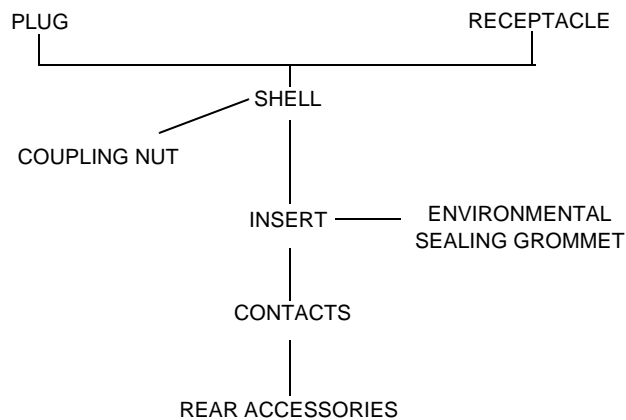 PLUG
RECEPTACLE
SHELL
COUPLING NUT
INSERT
ENVIRONMENTAL
SEALING GROMMET
CONTACTS
REAR ACCESSORIES